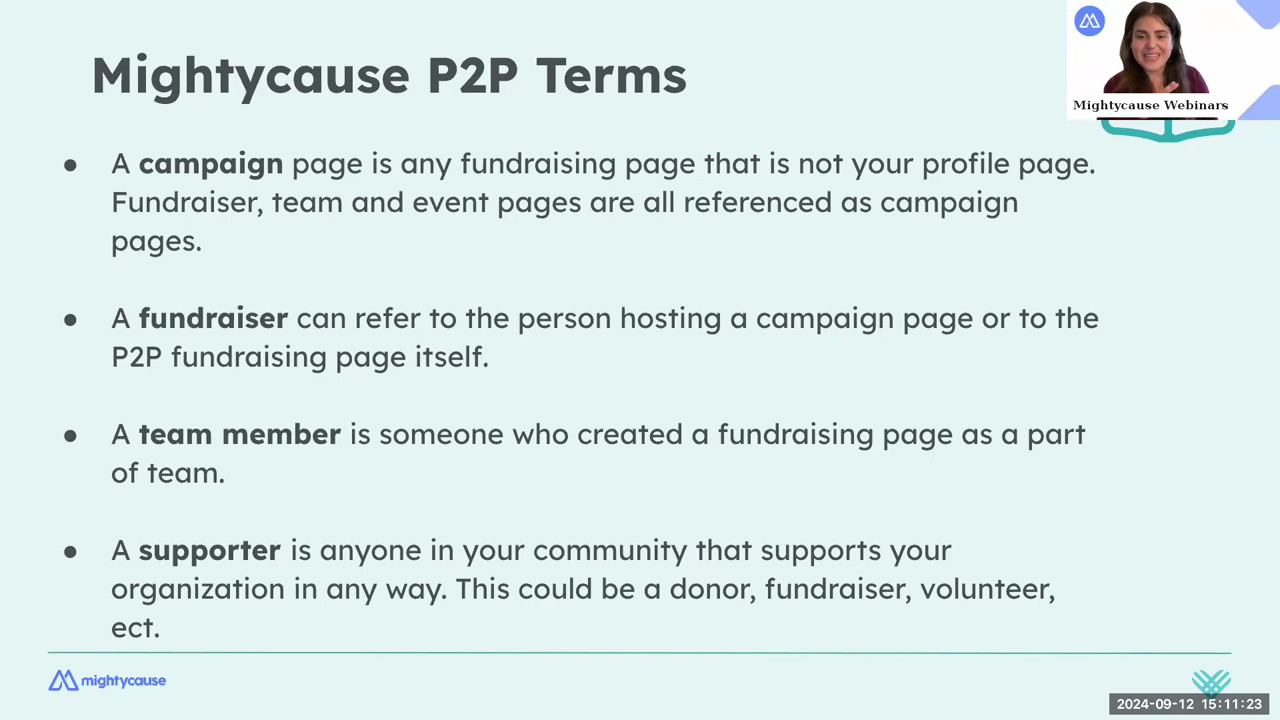 Mightycause P2P Terms
Mightycause Webinars
● A campaign page is any fundraising page that is not your profile page.
Fundraiser, team and event pages are all referenced as campaign
pages.
● A fundraiser can refer to the person hosting a campaign page or to the
P2P fundraising page itself.
● A team member is someone who created a fundraising page as a part
of team.
● A supporter is anyone in your community that supports your
organization in any way. This could be a donor, fundraiser, volunteer,
ect.
mightycause
2024-09-12 15:11:23